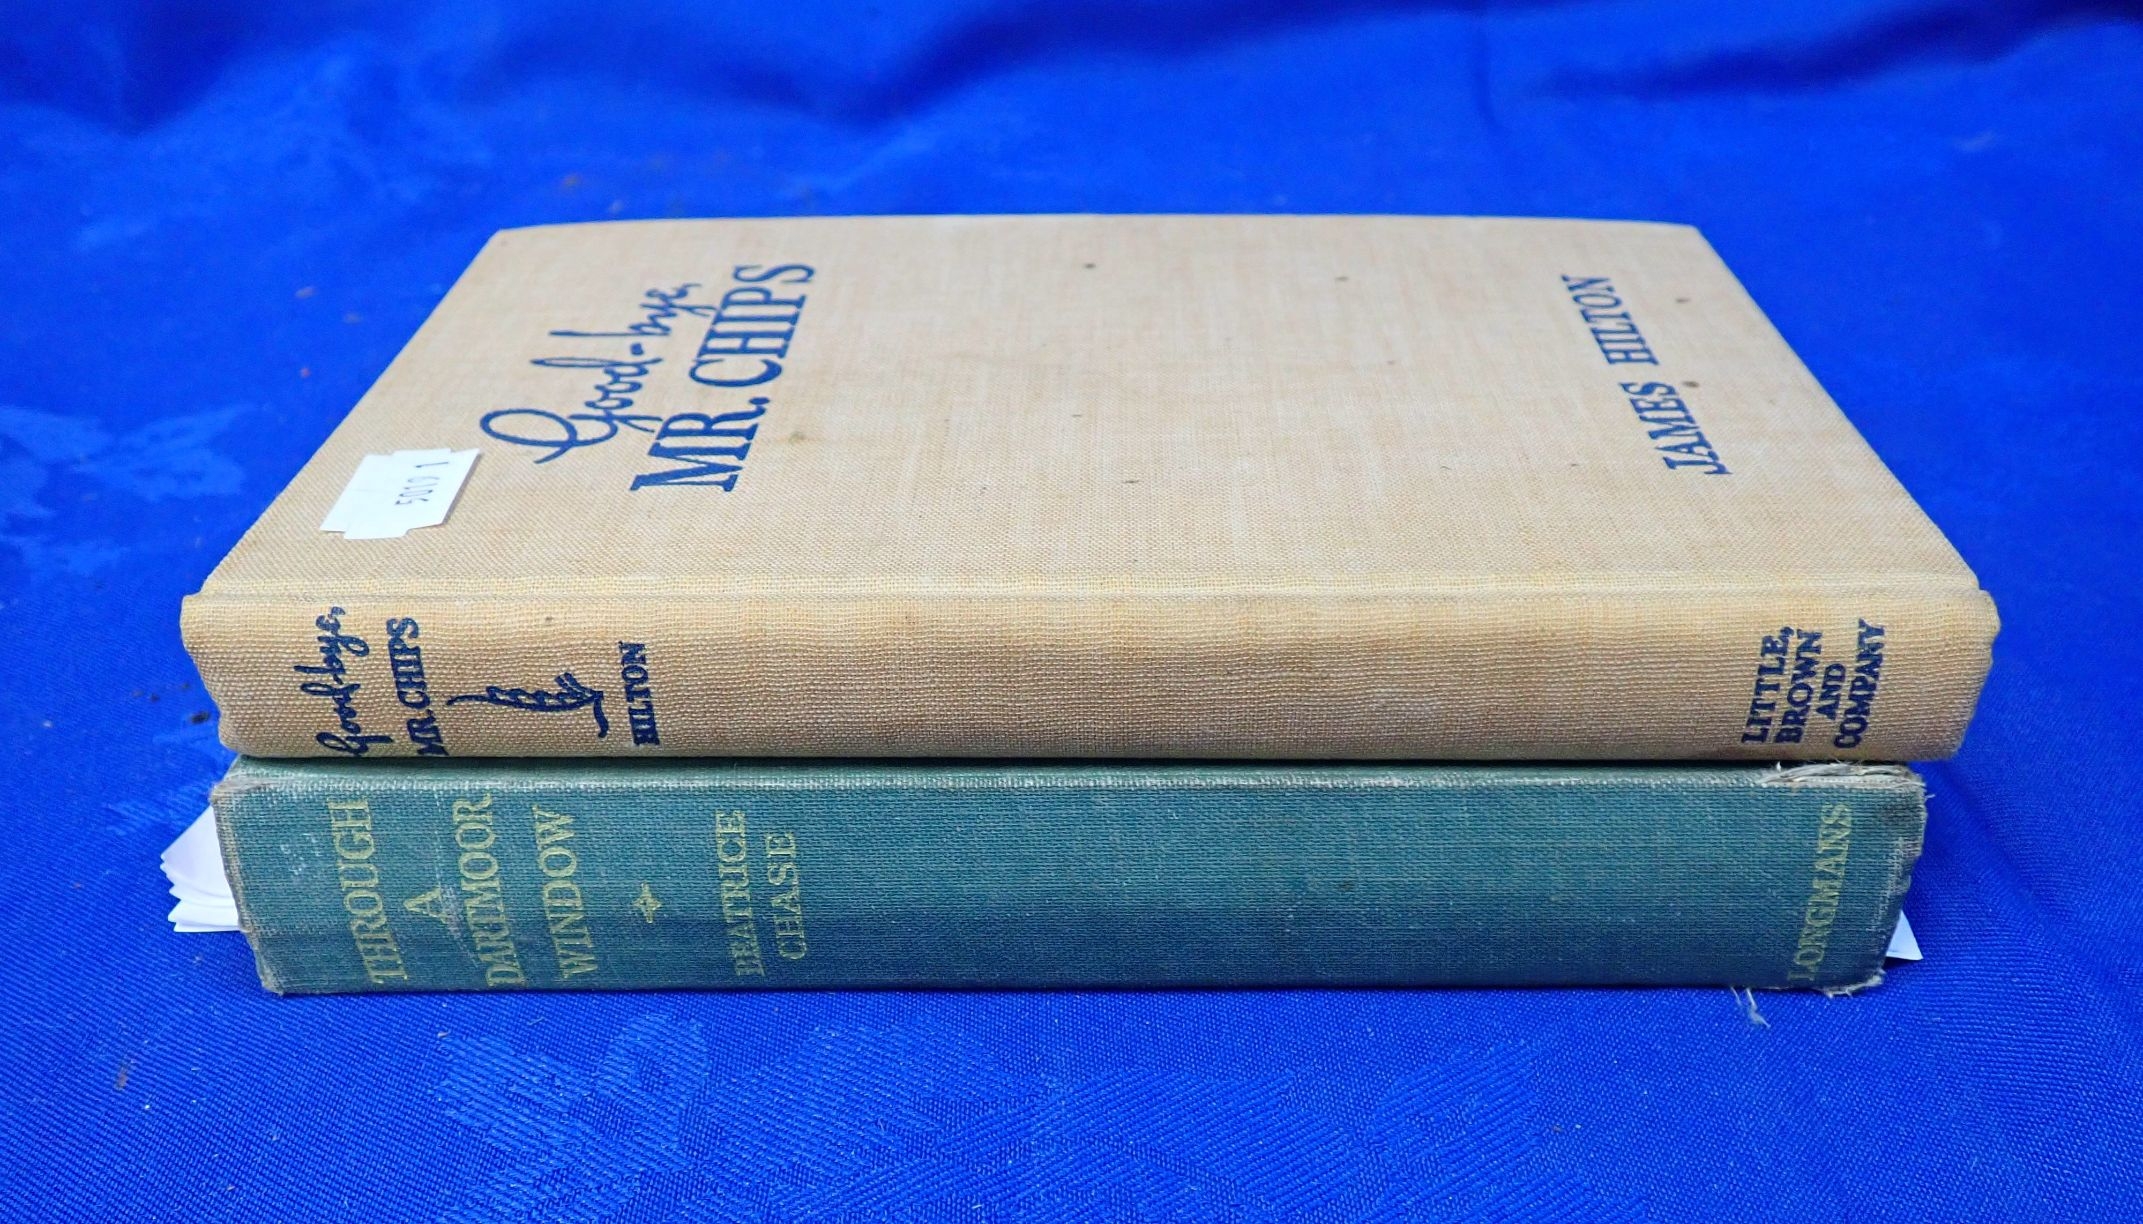 Good-bye,
MR. CHIPS
JAMES HILTON
5019 1
Good-bye,
MR. CHIPS
HILTON
LITTLE,
BROWN
AND
COMPANY
THROUGH
A
DARTMOOR
WINDOW
BEATRICE
CHASE
LONGMANS